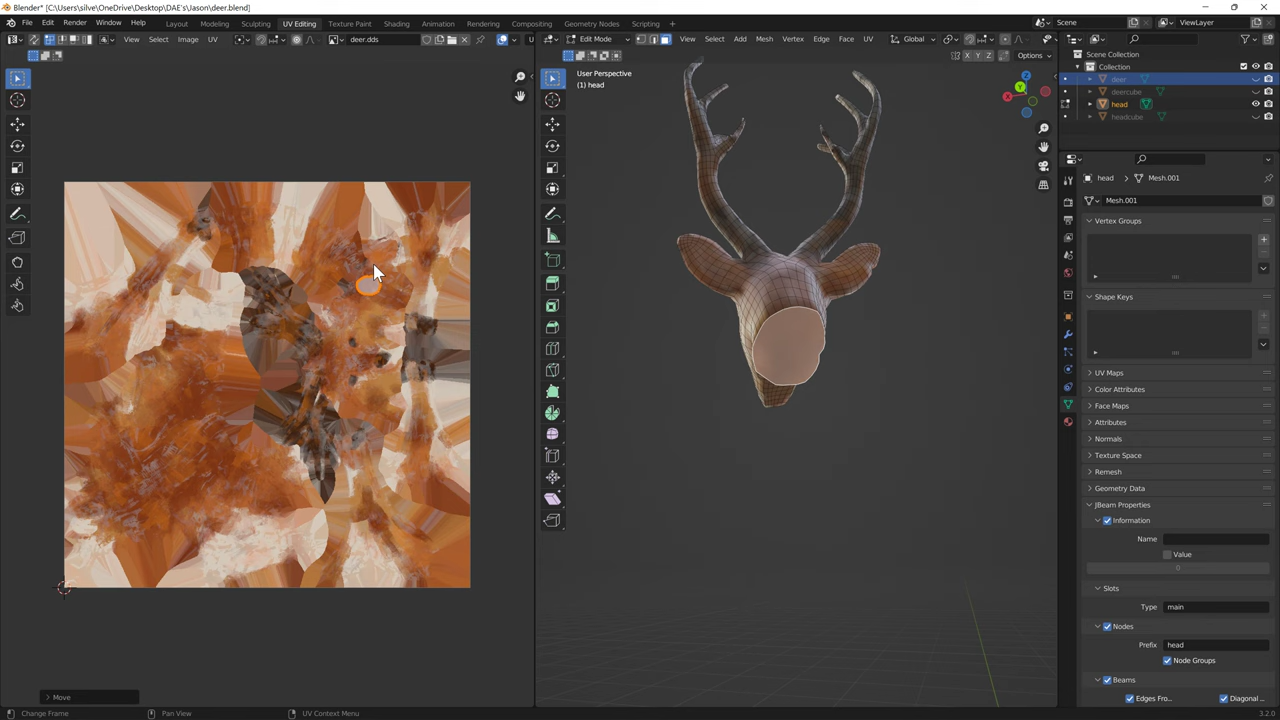 Blender* [C:\Users\silve\OneDrive\Desktop\DAE's\Jason\deer.blend]
File Edit Render Window Help Layout Modeling Sculpting UV Editing Texture Paint Shading Animation Rendering Compositing Geometry Nodes Scripting Scene ViewLayer
View Select Image UV deer.dds U Edit Mode View Select Add Mesh Vertex Edge Face UV Global
X Y Z Options
User Perspective
(1) head
Scene Collection
Collection
deer
deercube
head
headcube
X Y Z
head Mesh.001
Mesh.001
Vertex Groups
Shape Keys
UV Maps
Color Attributes
Face Maps
Attributes
Normals
Texture Space
Remesh
Geometry Data
JBeam Properties
Information
Name
Value
0
Slots
Type main
Nodes
Prefix head
Node Groups
Beams
Edges Fro... Diagonal ...
Move
Change Frame Pan View UV Context Menu 3.2.0